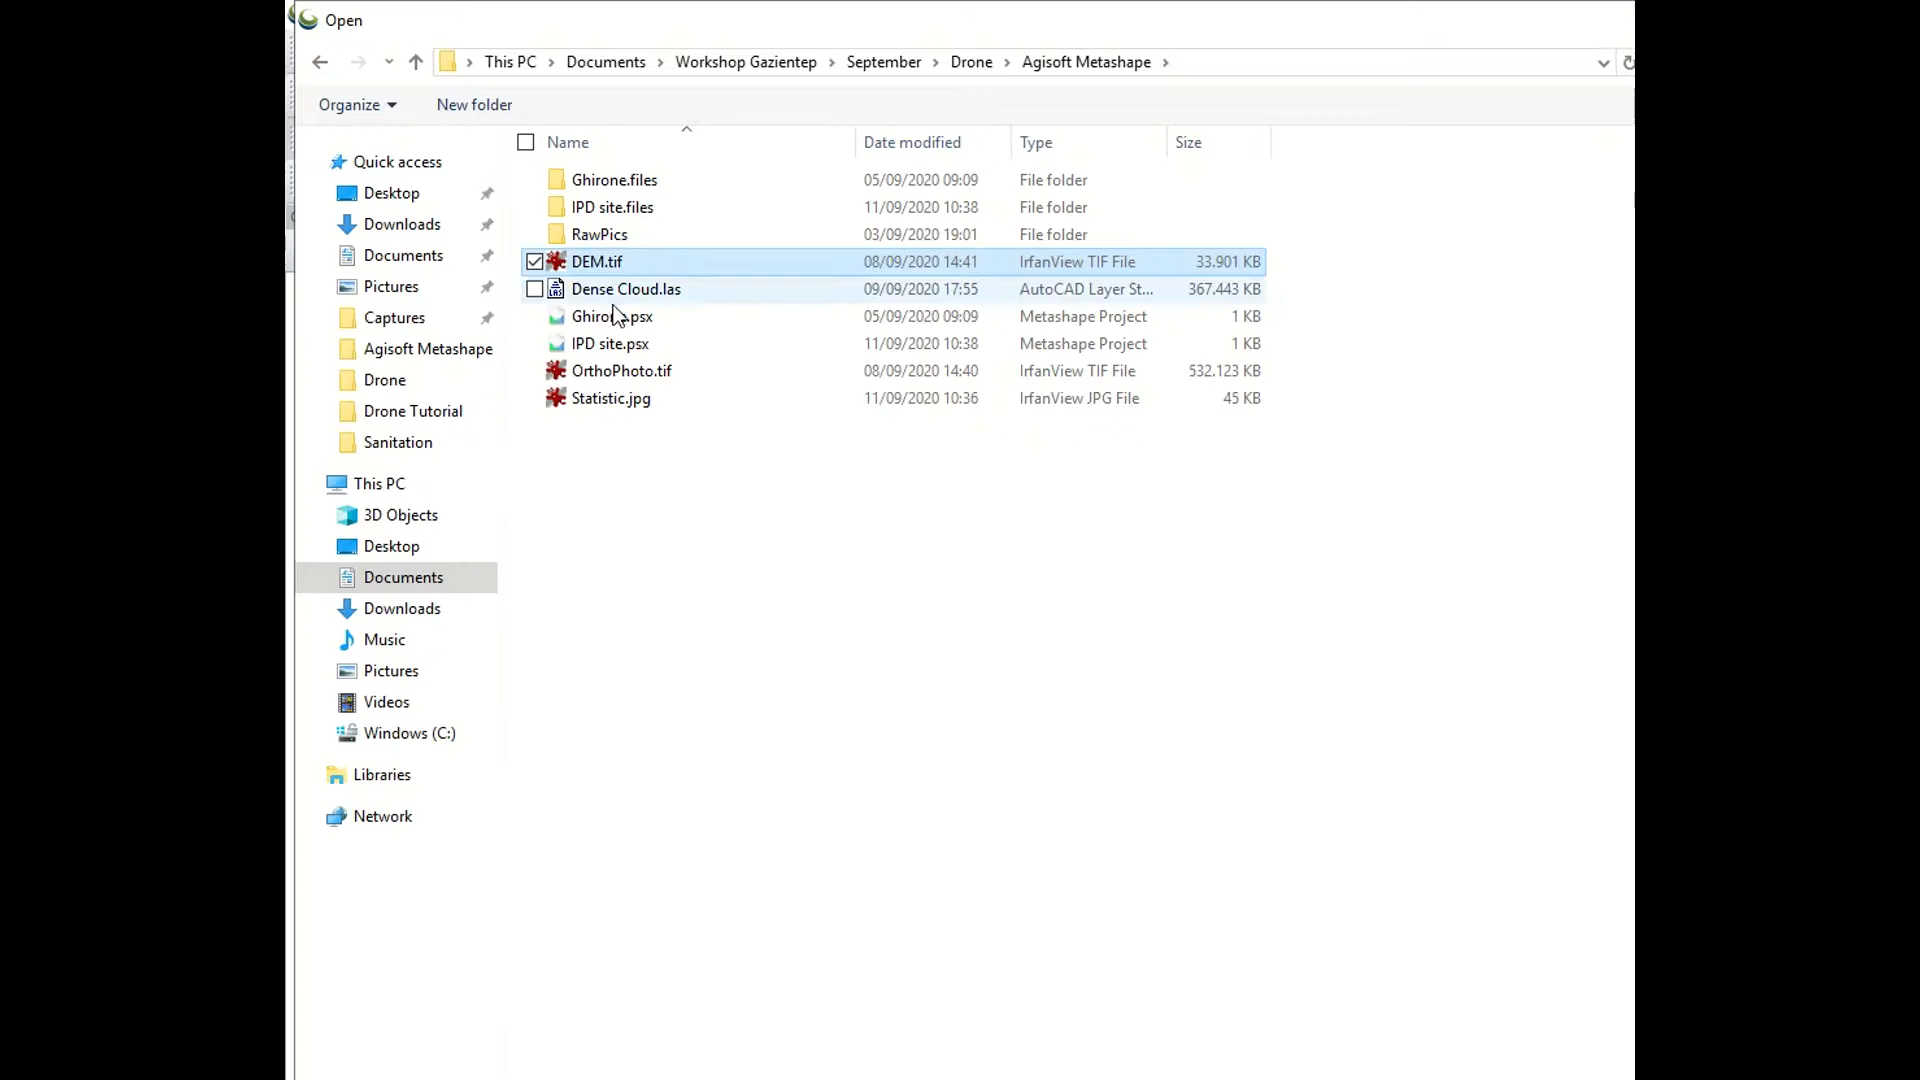 Open
This PC > Documents > Workshop Gazientep > September > Drone > Agisoft Metashape >
Organize New folder
Name Date modified Type Size
Quick access
Desktop
Downloads
Documents
Pictures
Captures
Agisoft Metashape
Drone
Drone Tutorial
Sanitation
This PC
3D Objects
Desktop
Documents
Downloads
Music
Pictures
Videos
Windows (C:)
Libraries
Network
Ghirone.files 05/09/2020 09:09 File folder
IPD site.files 11/09/2020 10:38 File folder
RawPics 03/09/2020 19:01 File folder
DEM.tif 08/09/2020 14:41 IrfanView TIF File 33.901 KB
Dense Cloud.las 09/09/2020 17:55 AutoCAD Layer St... 367.443 KB
Ghirone.psx 05/09/2020 09:09 Metashape Project 1 KB
IPD site.psx 11/09/2020 10:38 Metashape Project 1 KB
OrthoPhoto.tif 08/09/2020 14:40 IrfanView TIF File 532.123 KB
Statistic.jpg 11/09/2020 10:36 IrfanView JPG File 45 KB